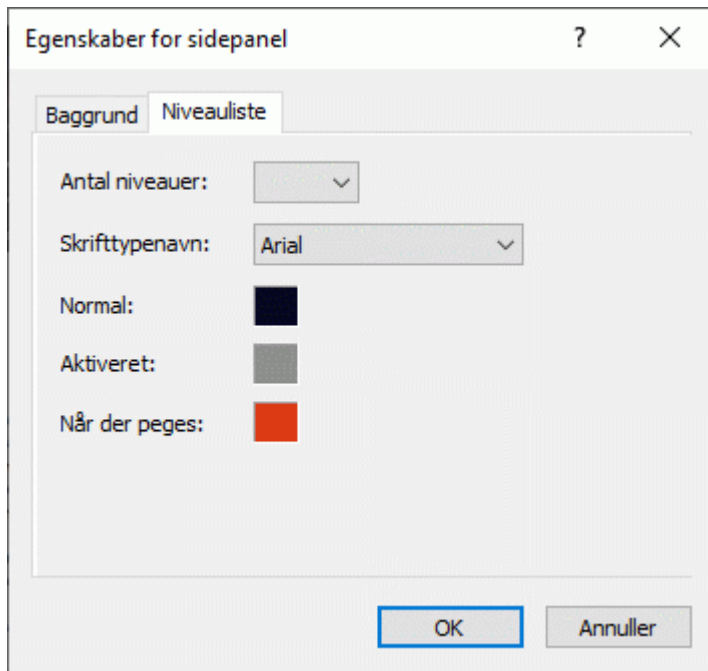 Egenskaber for sidepanel
Baggrund Niveauliste
Antal niveauer:
Skrifttypenavn: Arial
Normal:
Aktiveret:
Når der peges:
OK Annuller